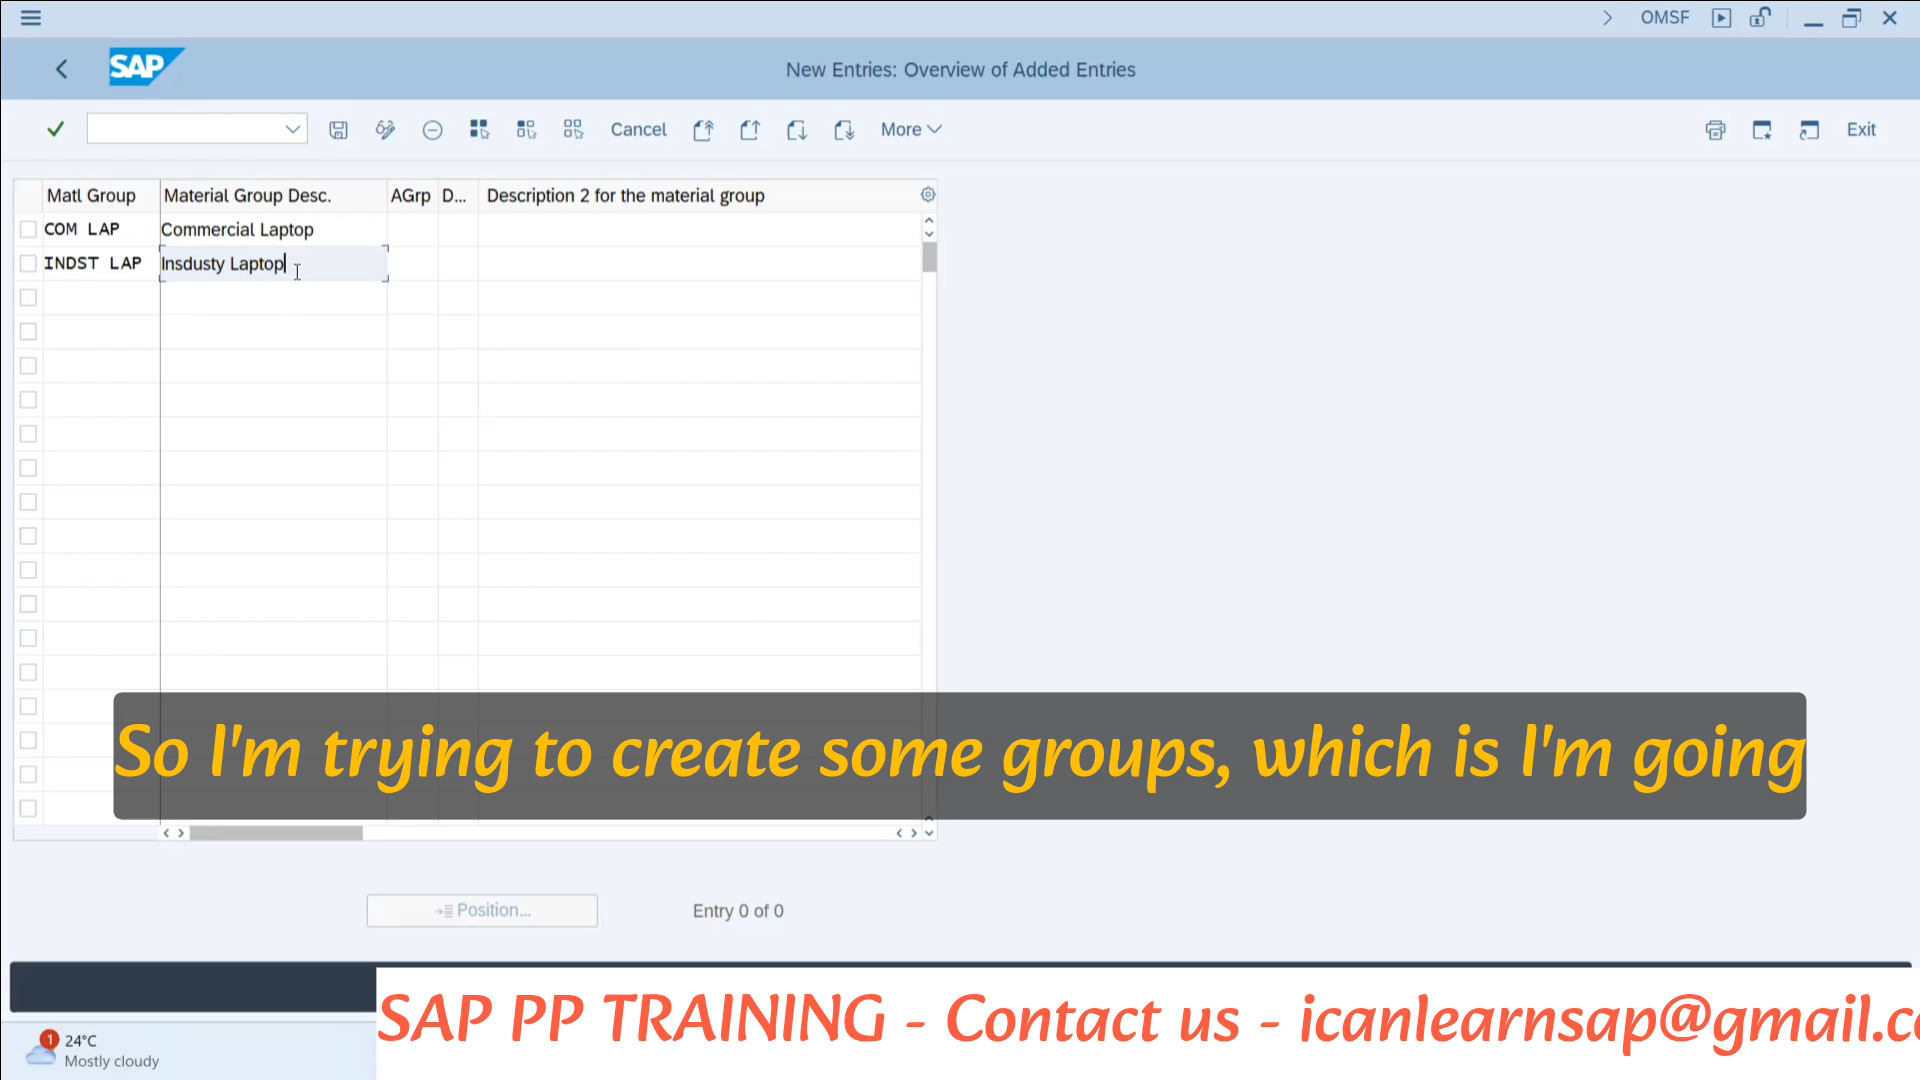 OMSF
SAP
New Entries: Overview of Added Entries
Cancel
More
Exit
Matl Group Material Group Desc. AGrp D... Description 2 for the material group
COM LAP Commercial Laptop
INDST LAP Insdusty Laptop
So I'm trying to create some groups, which is I'm going
Position... Entry 0 of 0
SAP PP TRAINING - Contact us - icanlearnsap@gmail.c
1
24°C
Mostly cloudy